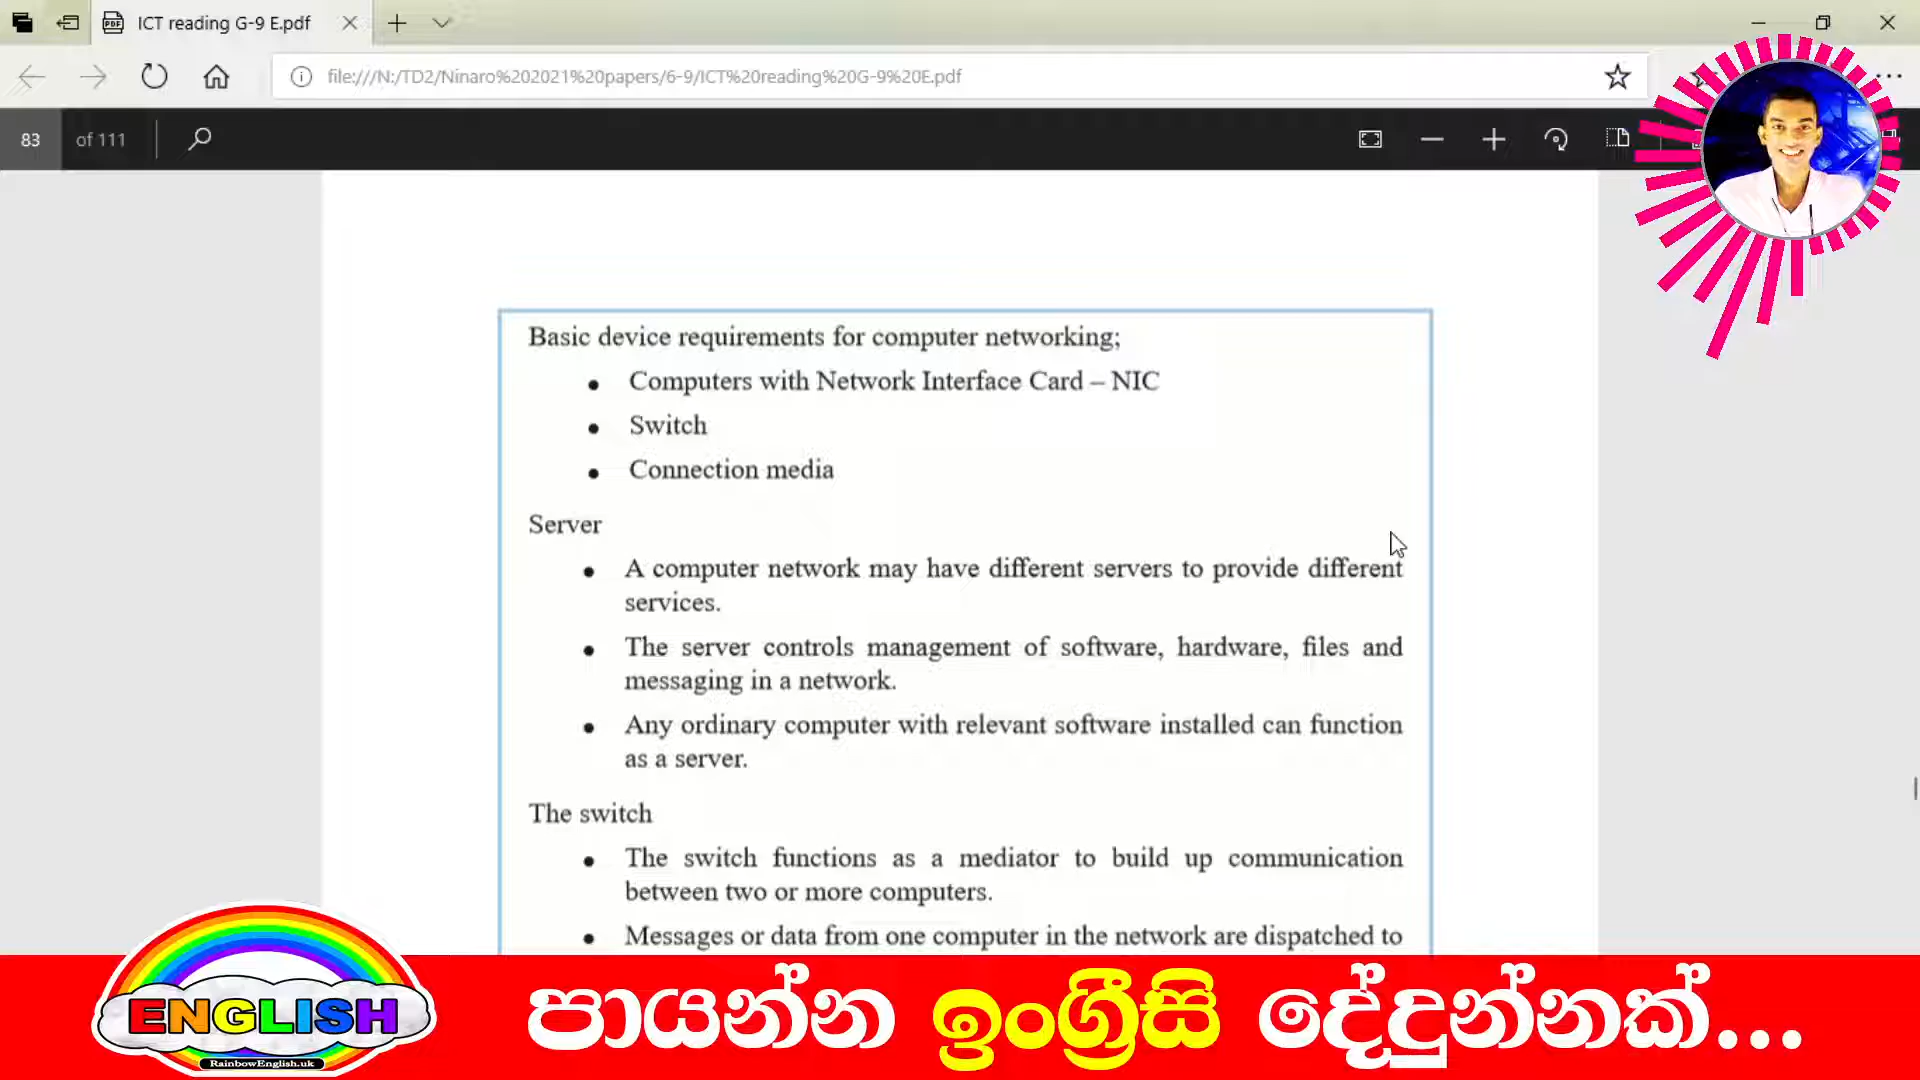 ICT reading G-9 E.pdf
file:///N:/TD2/Ninaro%202021%20papers/6-9/ICT%20reading%20G-9%20E.pdf
83 of 111
Basic device requirements for computer networking;
● Computers with Network Interface Card – NIC
● Switch
● Connection media
Server
● A computer network may have different servers to provide different
services.
● The server controls management of software, hardware, files and
messaging in a network.
● Any ordinary computer with relevant software installed can function
as a server.
The switch
● The switch functions as a mediator to build up communication
between two or more computers.
● Messages or data from one computer in the network are dispatched to
ENGLISH
RainbowEnglish.uk
පායන්න ඉංග්‍රීසි දේදුන්නක්...